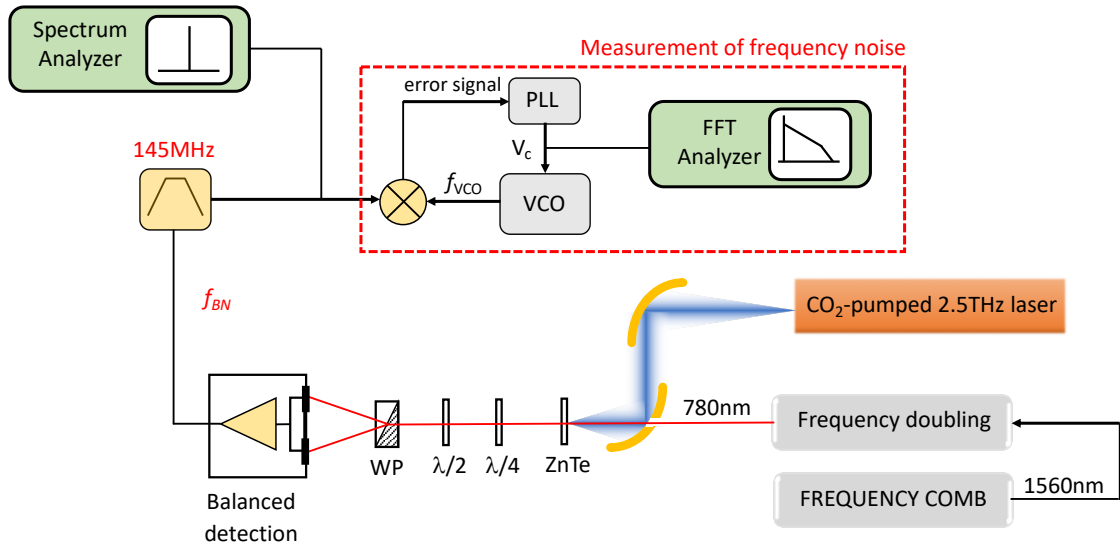 Spectrum
Analyzer
Measurement of frequency noise
error signal
PLL
FFT
Analyzer
V_c
145MHz
f_VCO
VCO
f_BN
CO₂-pumped 2.5THz laser
780nm
Frequency doubling
WP
λ/2
λ/4
ZnTe
1560nm
FREQUENCY COMB
Balanced
detection